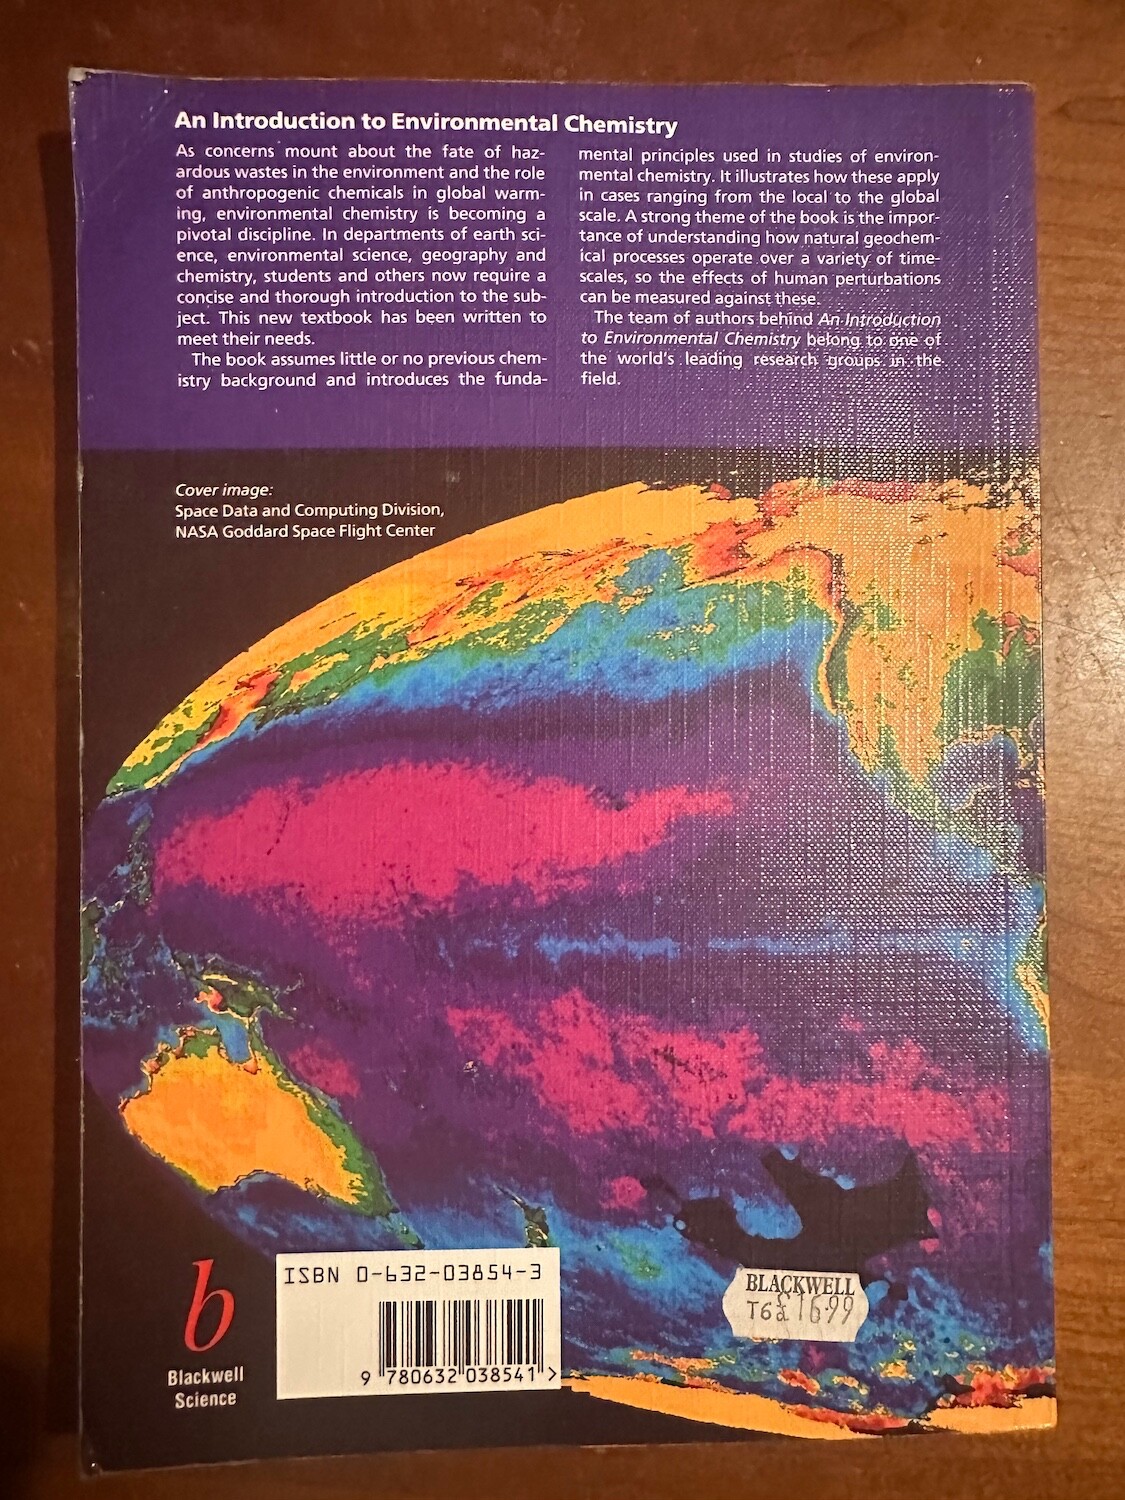 An Introduction to Environmental Chemistry
As concerns mount about the fate of haz-
ardous wastes in the environment and the role
of anthropogenic chemicals in global warm-
ing, environmental chemistry is becoming a
pivotal discipline. In departments of earth sci-
ence, environmental science, geography and
chemistry, students and others now require a
concise and thorough introduction to the sub-
ject. This new textbook has been written to
meet their needs.
The book assumes little or no previous chem-
istry background and introduces the funda-
mental principles used in studies of environ-
mental chemistry. It illustrates how these apply
in cases ranging from the local to the global
scale. A strong theme of the book is the impor-
tance of understanding how natural geochem-
ical processes operate over a variety of time-
scales, so the effects of human perturbations
can be measured against these.
The team of authors behind An Introduction
to Environmental Chemistry belong to one of
the world's leading research groups in the
field.
Cover image:
Space Data and Computing Division,
NASA Goddard Space Flight Center
b
Blackwell
Science
ISBN 0-632-03854-3
9 780632 038541 >
BLACKWELL
T6 £16.99